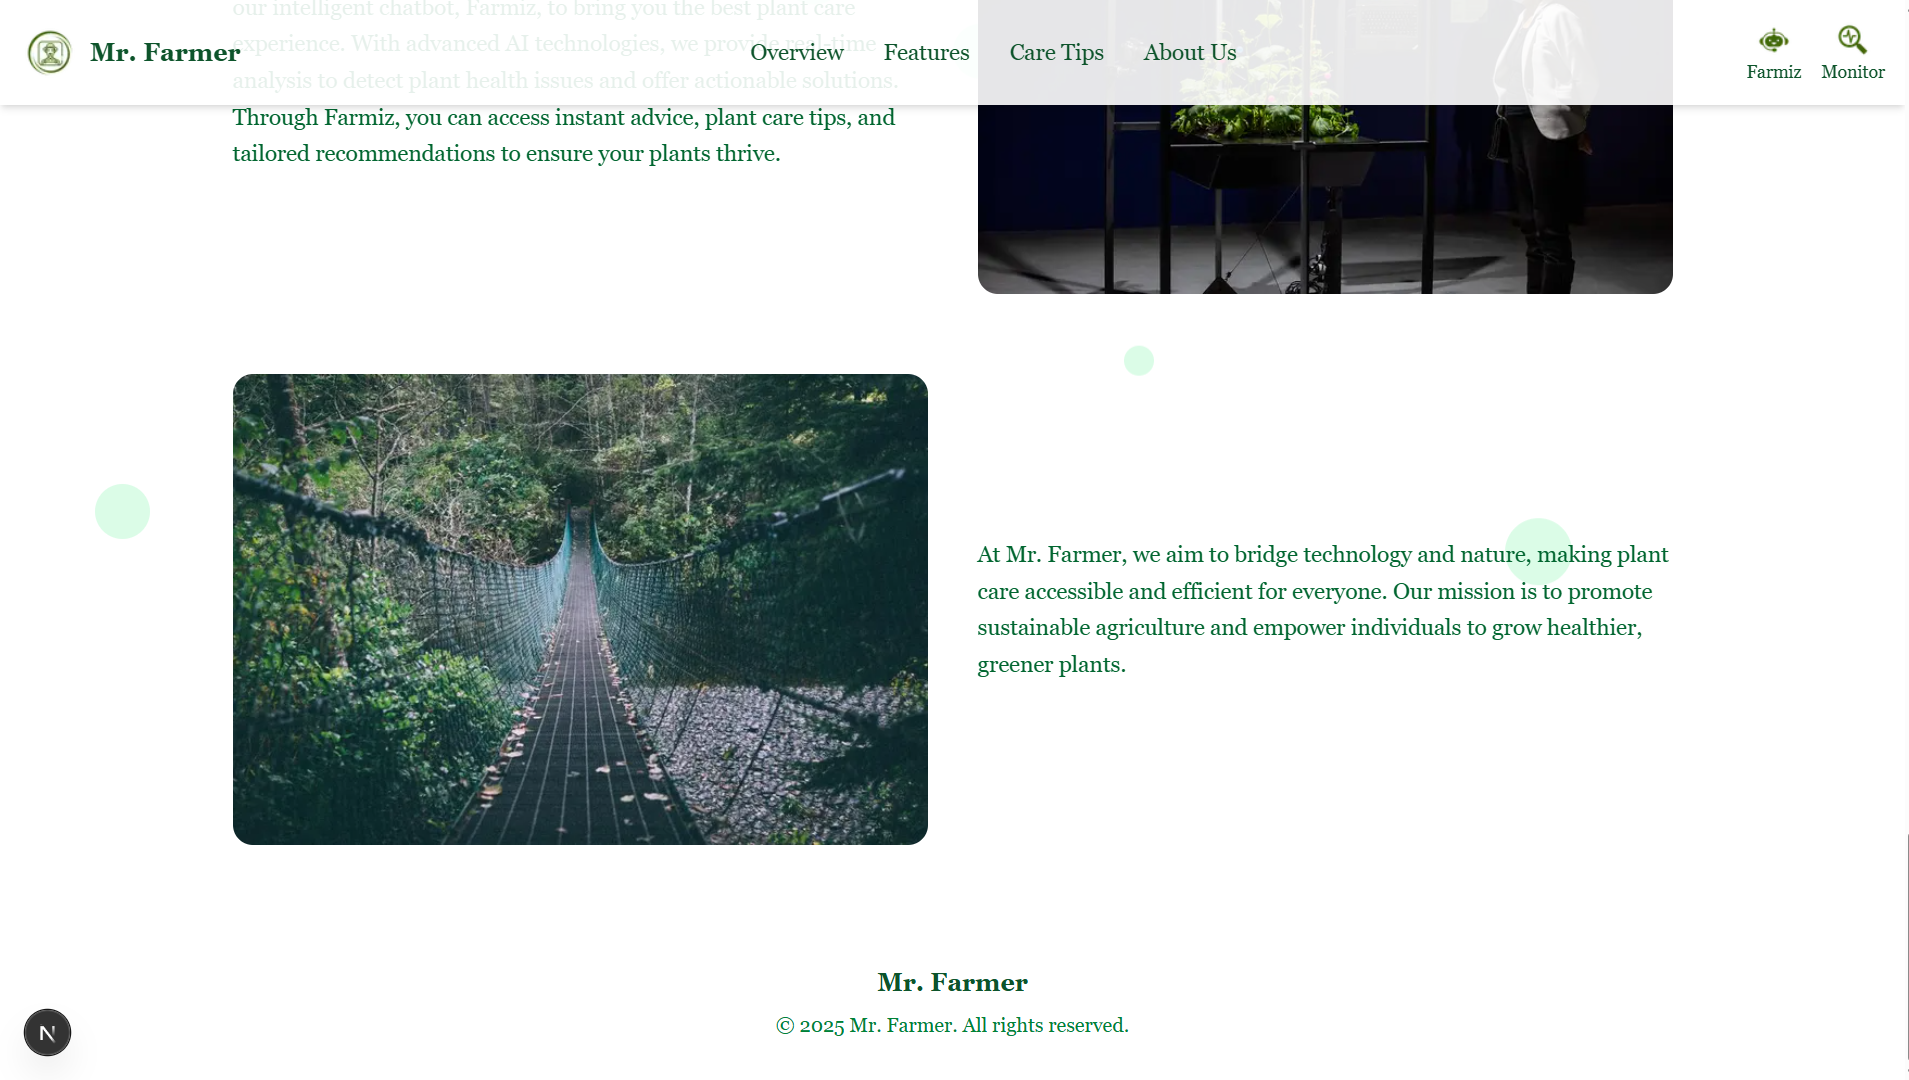 our intelligent chatbot, Farmiz, to bring you the best plant care
Mr. Farmer
Overview
Features
Care Tips
About Us
Farmiz
Monitor
experience. With advanced AI technologies, we provide real-time
analysis to detect plant health issues and offer actionable solutions.
Through Farmiz, you can access instant advice, plant care tips, and
tailored recommendations to ensure your plants thrive.
At Mr. Farmer, we aim to bridge technology and nature, making plant
care accessible and efficient for everyone. Our mission is to promote
sustainable agriculture and empower individuals to grow healthier,
greener plants.
Mr. Farmer
© 2025 Mr. Farmer. All rights reserved.
N